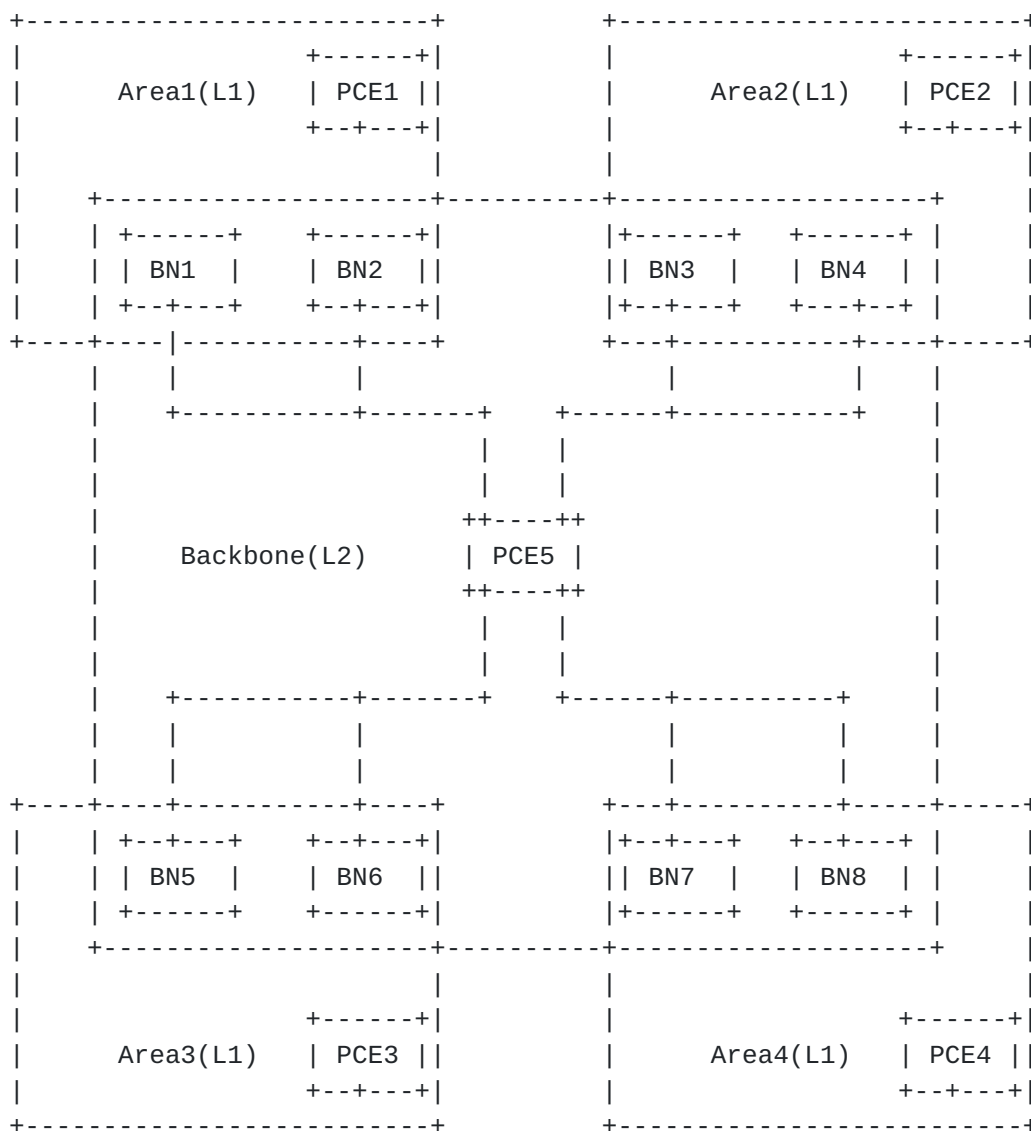 +---------------------------+          +--------------------------+
|                  +------+|          |                  +------+|
|      Area1(L1)   | PCE1 ||          |      Area2(L1)   | PCE2 ||
|                  +--+---+|          |                  +--+---+|
|                          |          |                          |
|    +---------------------+----------+--------------------+     |
|    | +------+    +------+|          |+------+   +------+ |     |
|    | | BN1  |    | BN2  ||          || BN3  |   | BN4  | |     |
|    | +--+---+    +--+---+|          |+--+---+   +---+--+ |     |
+----+----|-----------+----+          +---+-----------+----+-----+
     |    |           |                   |           |    |
     |    +-----------+-------+    +------+-----------+    |
     |                        |    |                       |
     |                        |    |                       |
     |                       ++----++                      |
     |     Backbone(L2)      | PCE5 |                      |
     |                       ++----++                      |
     |                        |    |                       |
     |                        |    |                       |
     |    +-----------+-------+    +------+----------+     |
     |    |           |                   |          |     |
     |    |           |                   |          |     |
+----+----+-----------+----+          +---+----------+-----+-----+
|    | +--+---+    +--+---+|          |+--+---+   +--+---+ |     |
|    | | BN5  |    | BN6  ||          || BN7  |   | BN8  | |     |
|    | +------+    +------+|          |+------+   +------+ |     |
|    +---------------------+----------+--------------------+     |
|                          |          |                          |
|                  +------+|          |                  +------+|
|      Area3(L1)   | PCE3 ||          |      Area4(L1)   | PCE4 ||
|                  +--+---+|          |                  +--+---+|
+---------------------------+          +--------------------------+